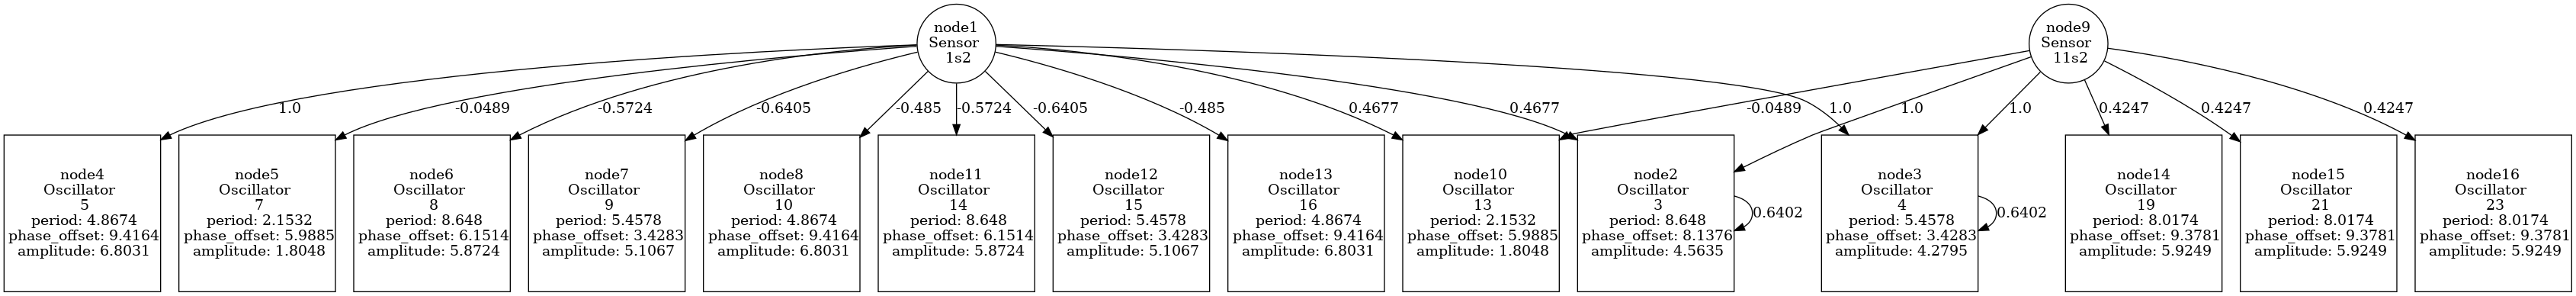 node1
Sensor
1s2
node9
Sensor
11s2
1.0
-0.0489
-0.5724
-0.6405
-0.485
-0.5724
-0.6405
-0.485
0.4677
0.4677
-0.0489
1.0
1.0
1.0
0.4247
0.4247
0.4247
node4
Oscillator
5
period: 4.8674
phase_offset: 9.4164
amplitude: 6.8031
node5
Oscillator
7
period: 2.1532
phase_offset: 5.9885
amplitude: 1.8048
node6
Oscillator
8
period: 8.648
phase_offset: 6.1514
amplitude: 5.8724
node7
Oscillator
9
period: 5.4578
phase_offset: 3.4283
amplitude: 5.1067
node8
Oscillator
10
period: 4.8674
phase_offset: 9.4164
amplitude: 6.8031
node11
Oscillator
14
period: 8.648
phase_offset: 6.1514
amplitude: 5.8724
node12
Oscillator
15
period: 5.4578
phase_offset: 3.4283
amplitude: 5.1067
node13
Oscillator
16
period: 4.8674
phase_offset: 9.4164
amplitude: 6.8031
node10
Oscillator
13
period: 2.1532
phase_offset: 5.9885
amplitude: 1.8048
node2
Oscillator
3
period: 8.648
phase_offset: 8.1376
amplitude: 4.5635
0.6402
node3
Oscillator
4
period: 5.4578
phase_offset: 3.4283
amplitude: 4.2795
0.6402
node14
Oscillator
19
period: 8.0174
phase_offset: 9.3781
amplitude: 5.9249
node15
Oscillator
21
period: 8.0174
phase_offset: 9.3781
amplitude: 5.9249
node16
Oscillator
23
period: 8.0174
phase_offset: 9.3781
amplitude: 5.9249